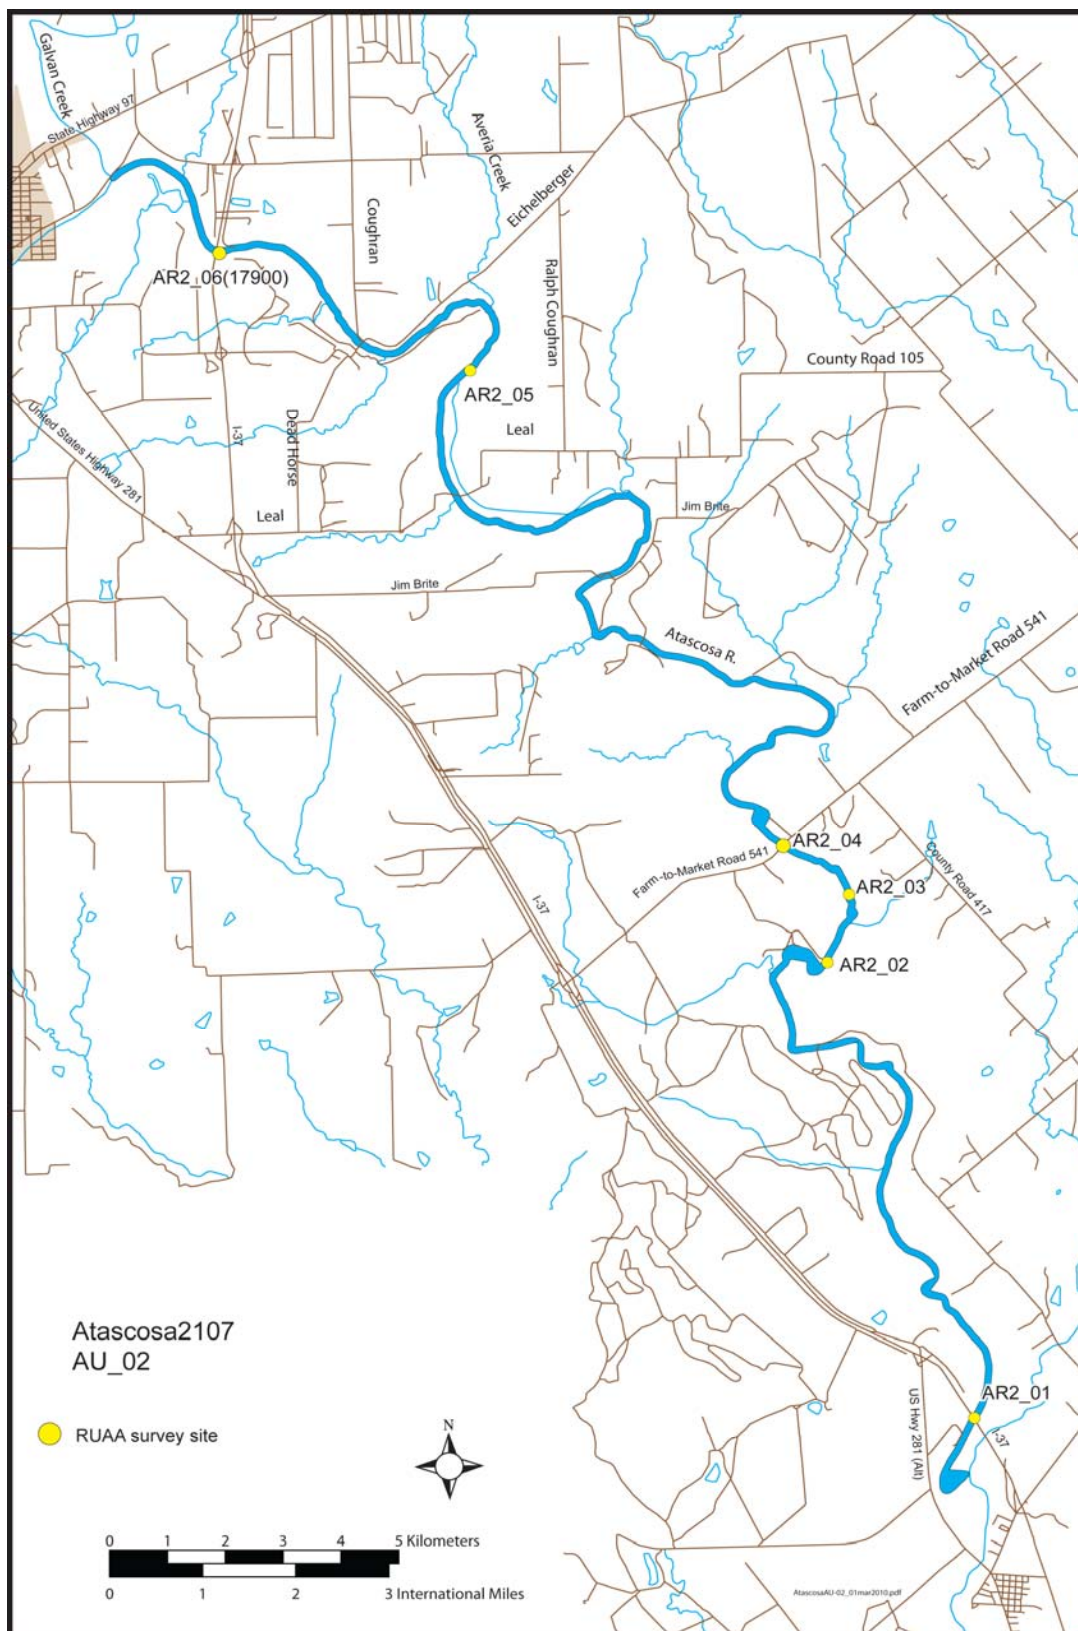 Galvan Creek
State Highway 97
Averia Creek
Eichelberger
Coughran
AR2_06(17900)
Ralph Coughran
County Road 105
AR2_05
United States Highway 281
I-37
Dead Horse
Leal
Leal
Jim Brite
Jim Brite
Atascosa R.
Farm-to-Market Road 541
AR2_04
Farm-to-Market Road 541
County Road 417
AR2_03
I-37
AR2_02
Atascosa2107
AU_02
AR2_01
US Hwy 281 (Alt)
I-37
RUAA survey site
N
0 1 2 3 4 5 Kilometers
0 1 2 3 International Miles
AtascosaAU-02_01mar2010.pdf